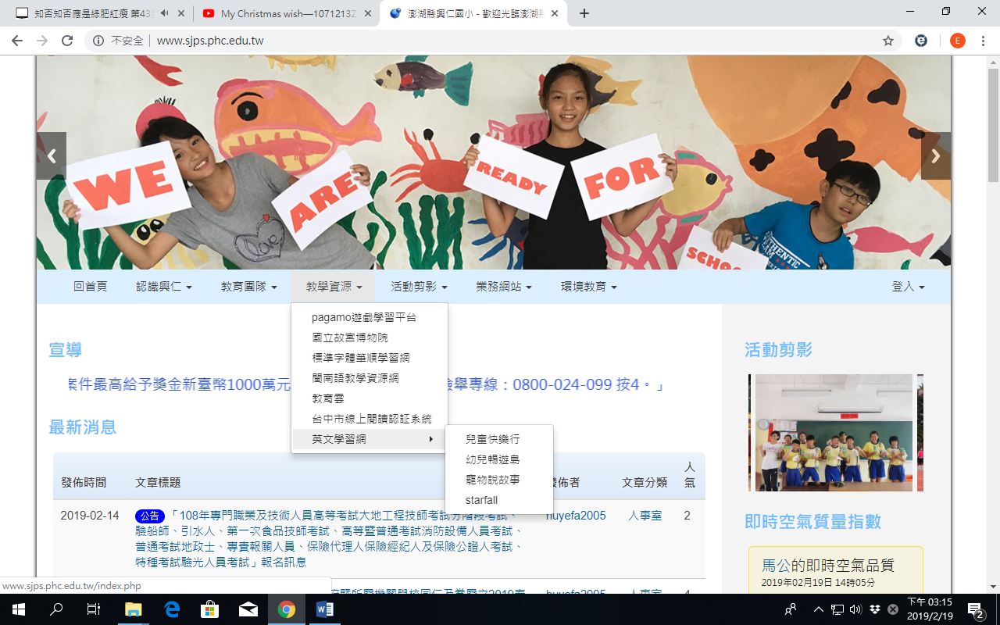 知否知否應是綠肥紅瘦 第43
My Christmas wish—1071213
澎湖縣興仁國小 - 歡迎光臨澎湖
不安全
www.sjps.phc.edu.tw
E
WE
ARE
READY
FOR
SCHOO
Love
AUTHENTIC
TEAM
回首頁
認識興仁
教育團隊
教學資源
活動剪影
業務網站
環境教育
登入
pagamo遊戲學習平台
國立故宮博物院
標準字體筆順學習網
閩南語教學資源網
教育雲
台中市線上閱讀認証系統
英文學習網
兒童快樂行
幼兒暢遊島
寵物說故事
starfall
宣導
案件最高給予獎金新臺幣1000萬元
檢舉專線：0800-024-099 按4。」
最新消息
發佈時間
文章標題
發佈者
文章分類
人氣
2019-02-14
公告
「108年專門職業及技術人員高等考試大地工程技師考試分階段考試、
驗船師、引水人、第一次食品技師考試、高等暨普通考試消防設備人員考試、
普通考試地政士、專責報關人員、保險代理人保險經紀人及保險公證人考試、
特種考試驗光人員考試」報名訊息
huyefa2005
人事室
2
huyefa2005
人事室
4
活動剪影
即時空氣質量指數
馬公的即時空氣品質
2019年02月19日 14時05分
www.sjps.phc.edu.tw/index.php
下午 03:15
2019/2/19
2